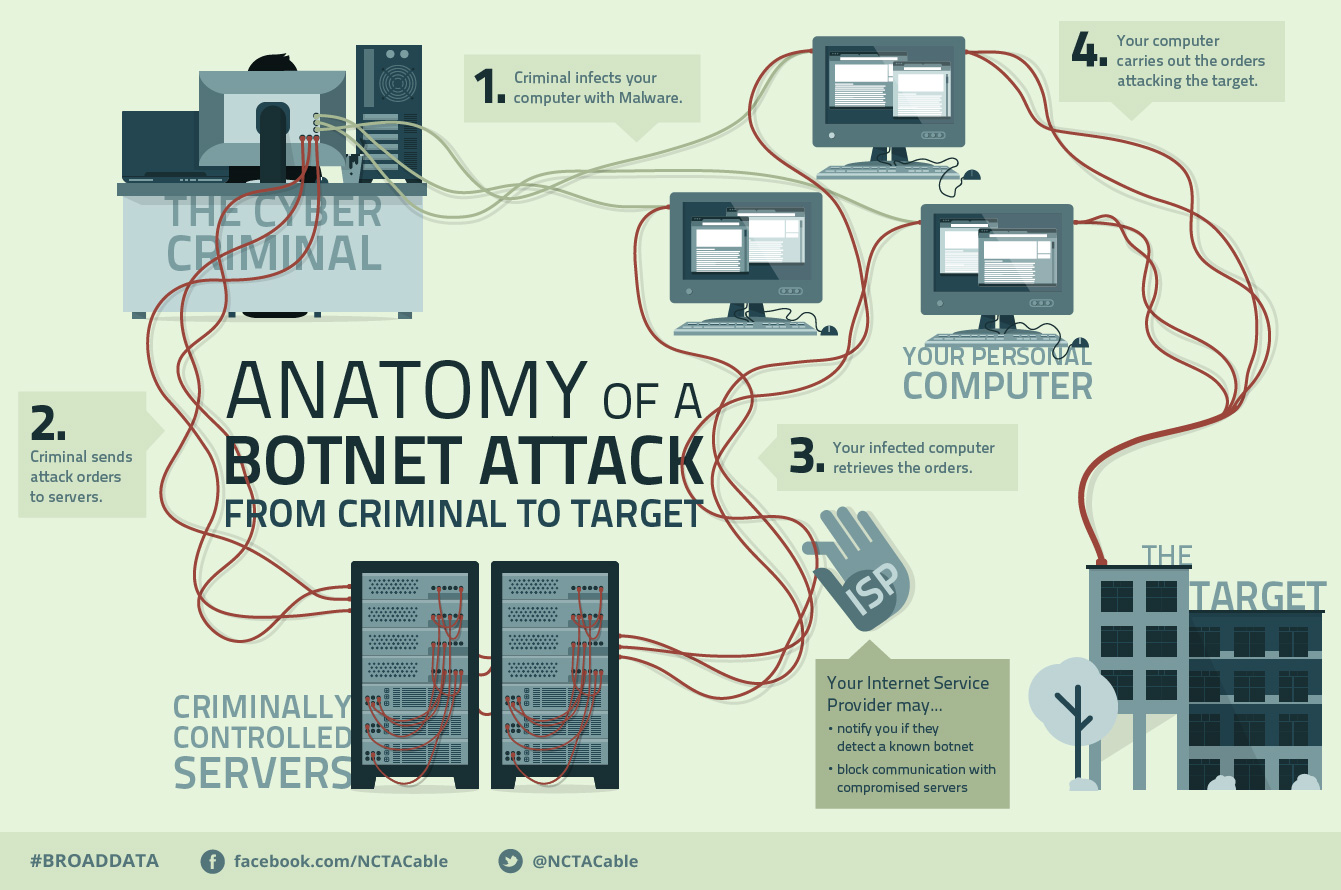 1. Criminal infects your
computer with Malware.
4. Your computer
carries out the orders
attacking the target.
THE CYBER
CRIMINAL
YOUR PERSONAL
COMPUTER
ANATOMY OF A
BOTNET ATTACK
FROM CRIMINAL TO TARGET
2.
Criminal sends
attack orders
to servers.
3. Your infected computer
retrieves the orders.
ISP
THE
TARGET
Your Internet Service
Provider may...
• notify you if they
detect a known botnet
• block communication with
compromised servers
CRIMINALLY
CONTROLLED
SERVERS
#BROADDATA
facebook.com/NCTACable
@NCTACable